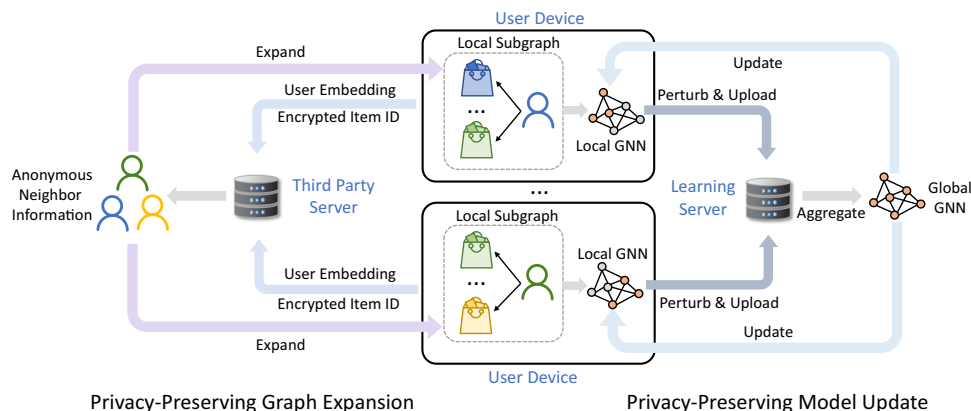 User Device
Local Subgraph
Expand
User Embedding
Encrypted Item ID
...
Local GNN
Perturb & Upload
Update
Anonymous
Neighbor
Information
Third Party
Server
...
Learning
Server
Aggregate
Global
GNN
Local Subgraph
User Embedding
Encrypted Item ID
...
Local GNN
Perturb & Upload
Expand
Update
User Device
Privacy-Preserving Graph Expansion
Privacy-Preserving Model Update